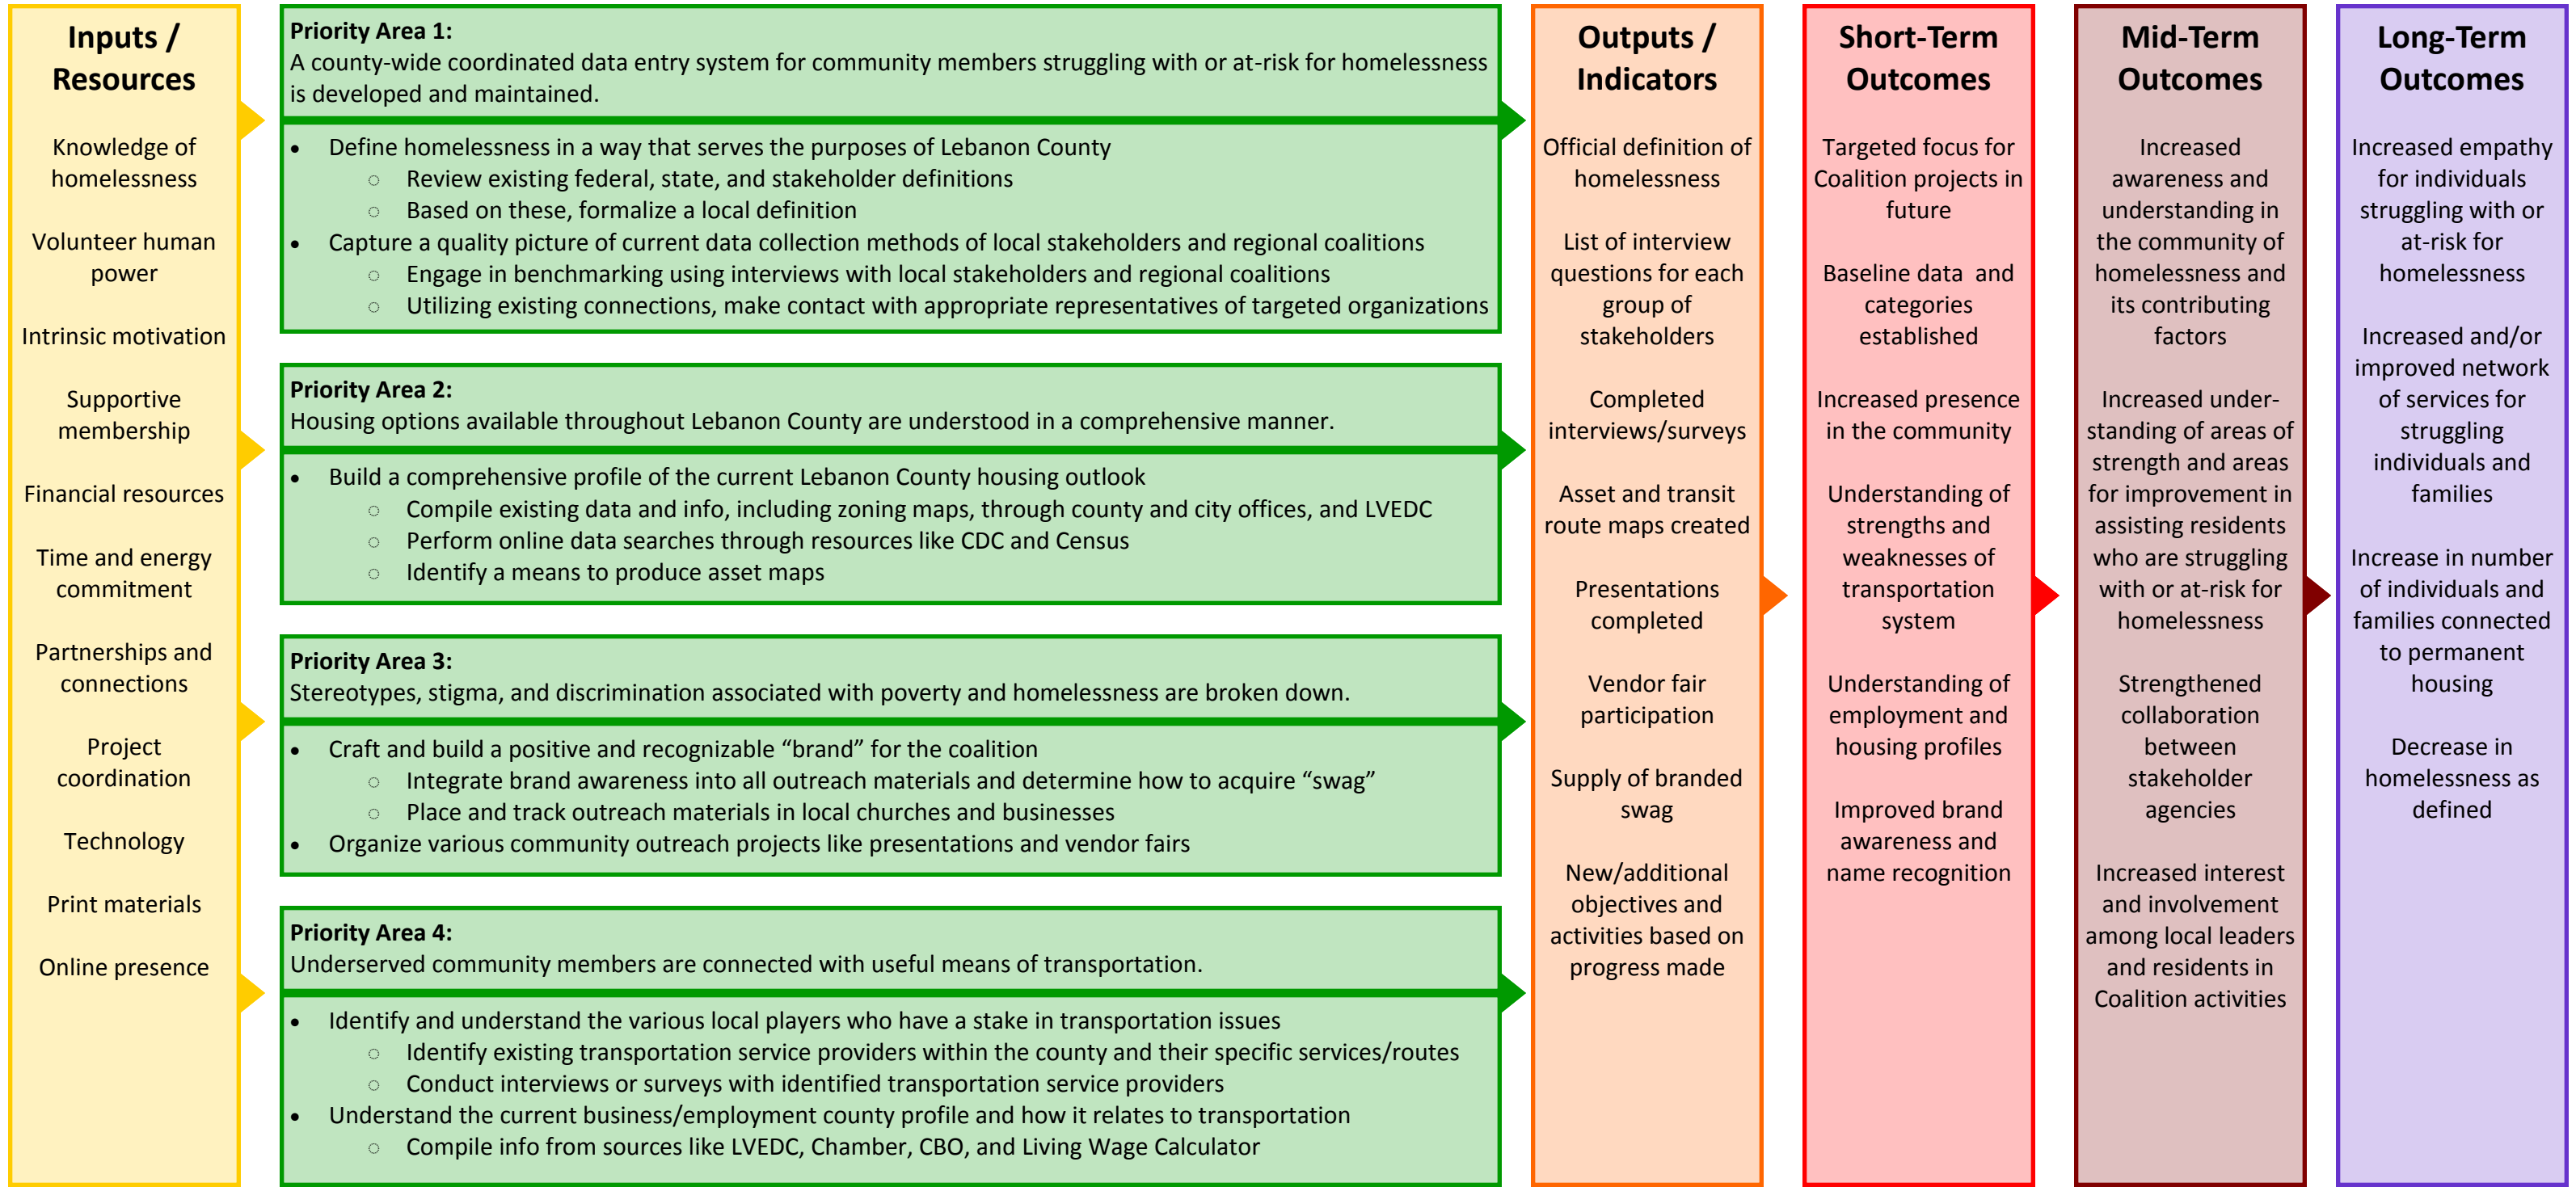 Inputs /
Resources
Knowledge of
homelessness
Volunteer human
power
Intrinsic motivation
Supportive
membership
Financial resources
Time and energy
commitment
Partnerships and
connections
Project
coordination
Technology
Print materials
Online presence
Priority Area 1:
A county-wide coordinated data entry system for community members struggling with or at-risk for homelessness
is developed and maintained.
• Define homelessness in a way that serves the purposes of Lebanon County
○ Review existing federal, state, and stakeholder definitions
○ Based on these, formalize a local definition
• Capture a quality picture of current data collection methods of local stakeholders and regional coalitions
○ Engage in benchmarking using interviews with local stakeholders and regional coalitions
○ Utilizing existing connections, make contact with appropriate representatives of targeted organizations
Priority Area 2:
Housing options available throughout Lebanon County are understood in a comprehensive manner.
• Build a comprehensive profile of the current Lebanon County housing outlook
○ Compile existing data and info, including zoning maps, through county and city offices, and LVEDC
○ Perform online data searches through resources like CDC and Census
○ Identify a means to produce asset maps
Priority Area 3:
Stereotypes, stigma, and discrimination associated with poverty and homelessness are broken down.
• Craft and build a positive and recognizable “brand” for the coalition
○ Integrate brand awareness into all outreach materials and determine how to acquire “swag”
○ Place and track outreach materials in local churches and businesses
• Organize various community outreach projects like presentations and vendor fairs
Priority Area 4:
Underserved community members are connected with useful means of transportation.
• Identify and understand the various local players who have a stake in transportation issues
○ Identify existing transportation service providers within the county and their specific services/routes
○ Conduct interviews or surveys with identified transportation service providers
• Understand the current business/employment county profile and how it relates to transportation
○ Compile info from sources like LVEDC, Chamber, CBO, and Living Wage Calculator
Outputs /
Indicators
Official definition of
homelessness
List of interview
questions for each
group of
stakeholders
Completed
interviews/surveys
Asset and transit
route maps created
Presentations
completed
Vendor fair
participation
Supply of branded
swag
New/additional
objectives and
activities based on
progress made
Short-Term
Outcomes
Targeted focus for
Coalition projects in
future
Baseline data and
categories
established
Increased presence
in the community
Understanding of
strengths and
weaknesses of
transportation
system
Understanding of
employment and
housing profiles
Improved brand
awareness and
name recognition
Mid-Term
Outcomes
Increased
awareness and
understanding in
the community of
homelessness and
its contributing
factors
Increased under-
standing of areas of
strength and areas
for improvement in
assisting residents
who are struggling
with or at-risk for
homelessness
Strengthened
collaboration
between
stakeholder
agencies
Increased interest
and involvement
among local leaders
and residents in
Coalition activities
Long-Term
Outcomes
Increased empathy
for individuals
struggling with or
at-risk for
homelessness
Increased and/or
improved network
of services for
struggling
individuals and
families
Increase in number
of individuals and
families connected
to permanent
housing
Decrease in
homelessness as
defined